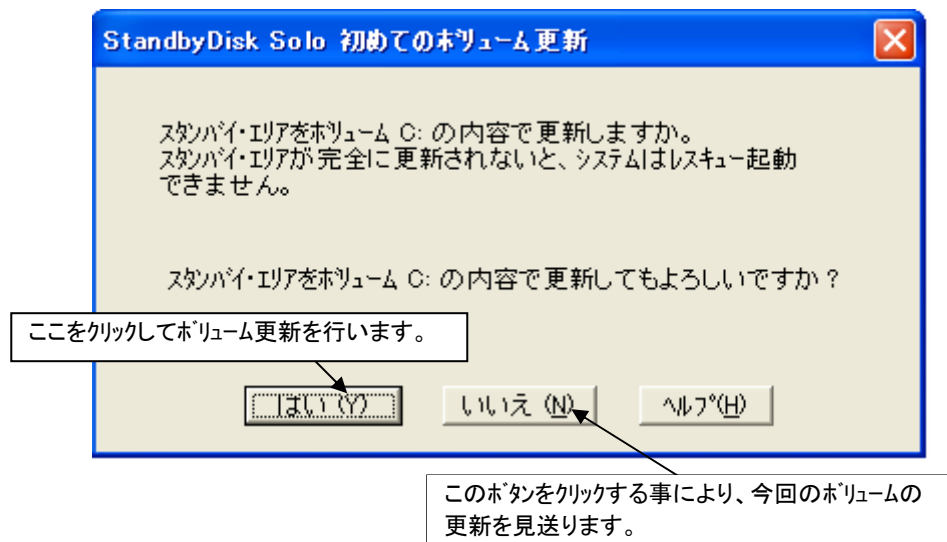 StandbyDisk Solo 初めてのﾎﾞﾘｭｰﾑ更新
ｽﾀﾝﾊﾞｲ・ｴﾘｱをﾎﾞﾘｭｰﾑ C: の内容で更新しますか。
ｽﾀﾝﾊﾞｲ・ｴﾘｱが完全に更新されないと、ｼｽﾃﾑはﾚｽｷｭｰ起動
できません。
ｽﾀﾝﾊﾞｲ・ｴﾘｱをﾎﾞﾘｭｰﾑ C: の内容で更新してもよろしいですか？
ここをｸﾘｯｸしてﾎﾞﾘｭｰﾑ更新を行います。
はい (Y) いいえ (N) ﾍﾙﾌﾟ(H)
このﾎﾞﾀﾝをｸﾘｯｸする事により、今回のﾎﾞﾘｭｰﾑの
更新を見送ります。